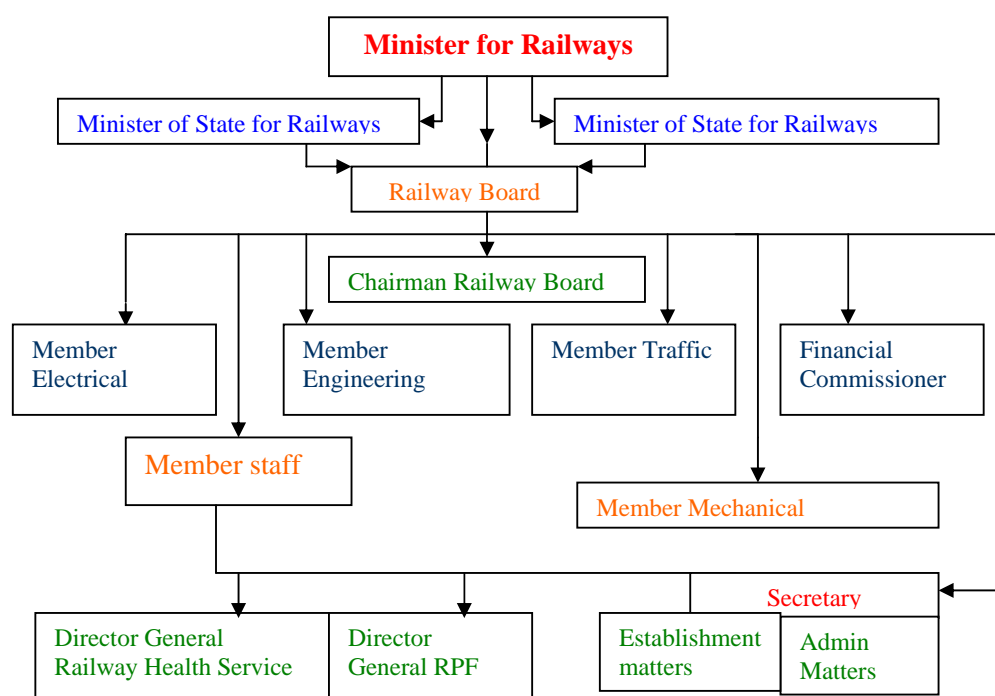 Minister for Railways
Minister of State for Railways
Minister of State for Railways
Railway Board
Chairman Railway Board
Member
Electrical
Member
Engineering
Member Traffic
Financial
Commissioner
Member staff
Member Mechanical
Secretary
Director General
Railway Health Service
Director
General RPF
Establishment
matters
Admin
Matters